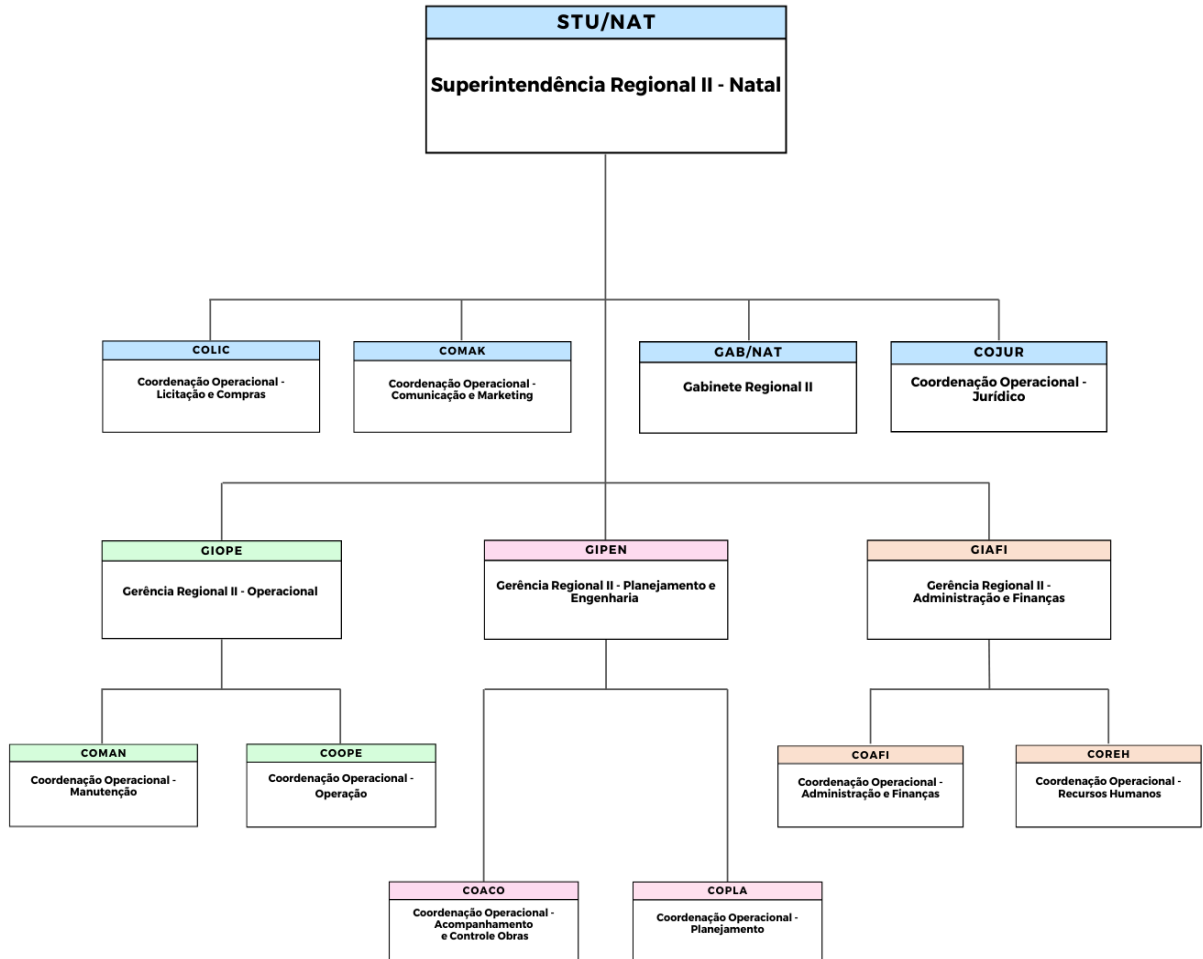 STU/NAT
Superintendência Regional II - Natal
COLIC
Coordenação Operacional -
Licitação e Compras
COMAK
Coordenação Operacional -
Comunicação e Marketing
GAB/NAT
Gabinete Regional II
COJUR
Coordenação Operacional -
Jurídico
GIOPE
Gerência Regional II - Operacional
GIPEN
Gerência Regional II - Planejamento e
Engenharia
GIAFI
Gerência Regional II -
Administração e Finanças
COMAN
Coordenação Operacional -
Manutenção
COOPE
Coordenação Operacional -
Operação
COAFI
Coordenação Operacional -
Administração e Finanças
COREH
Coordenação Operacional -
Recursos Humanos
COACO
Coordenação Operacional -
Acompanhamento
e Controle Obras
COPLA
Coordenação Operacional -
Planejamento